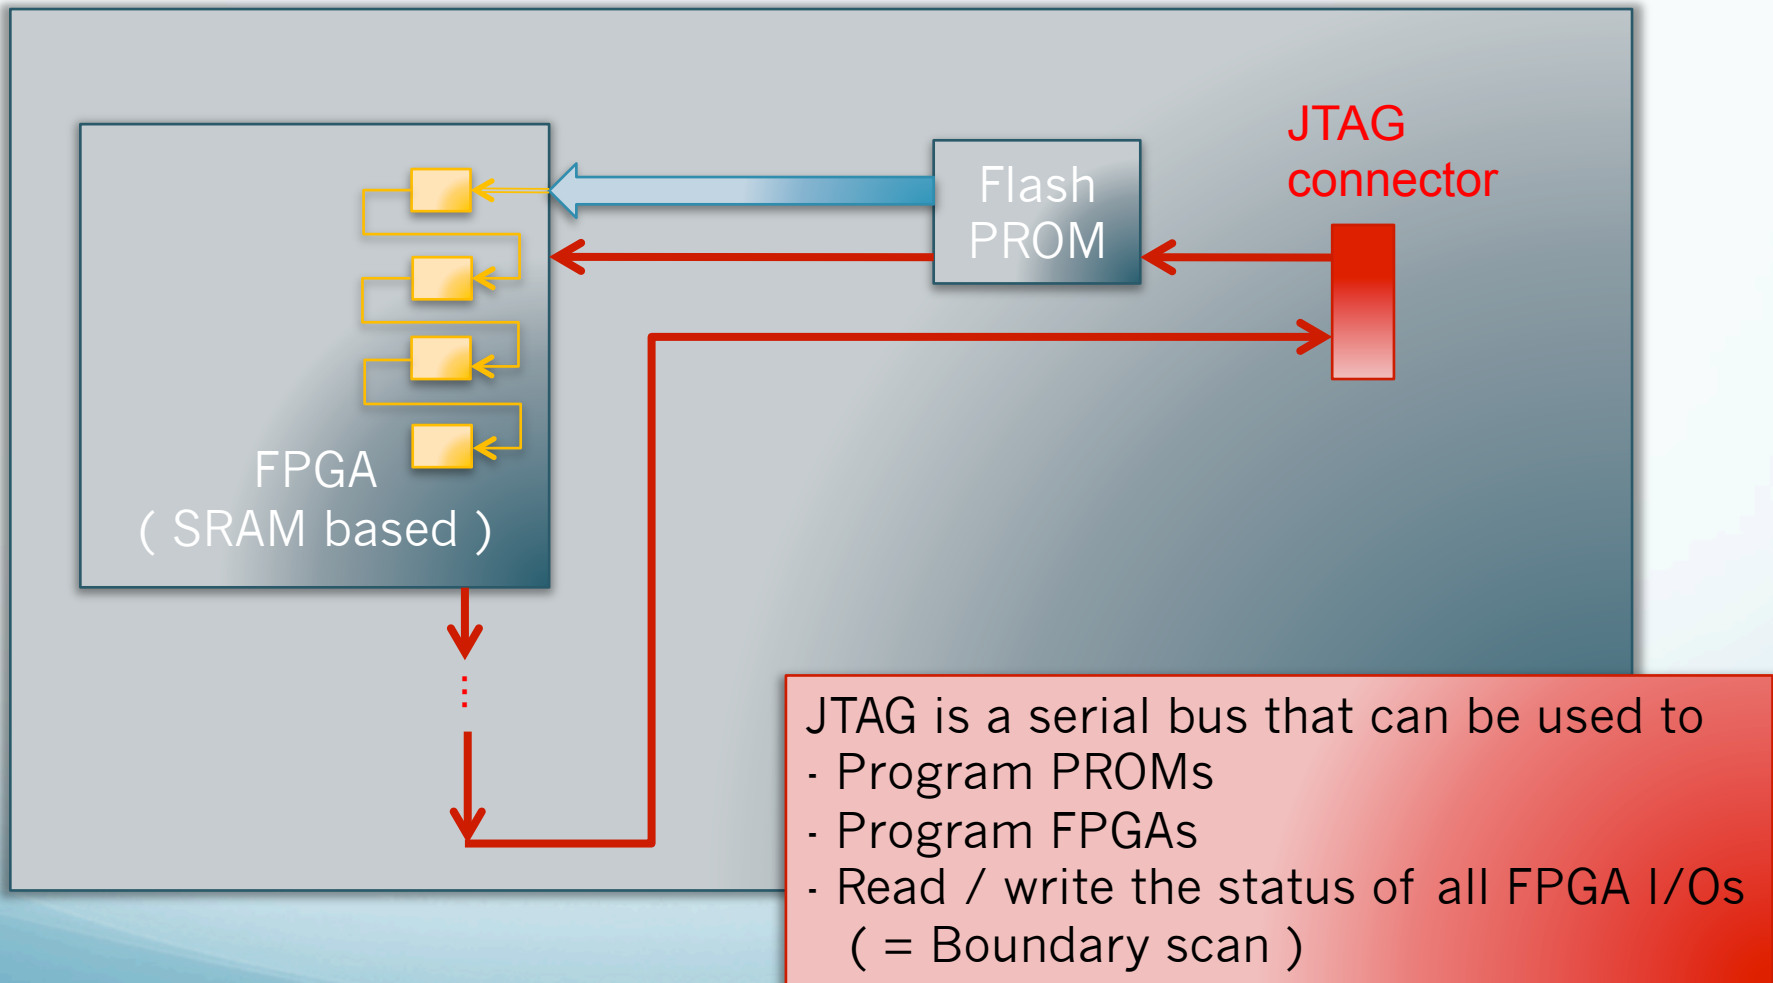 JTAG
connector
Flash
PROM
FPGA
( SRAM based )
...
JTAG is a serial bus that can be used to
- Program PROMs
- Program FPGAs
- Read / write the status of all FPGA I/Os
( = Boundary scan )